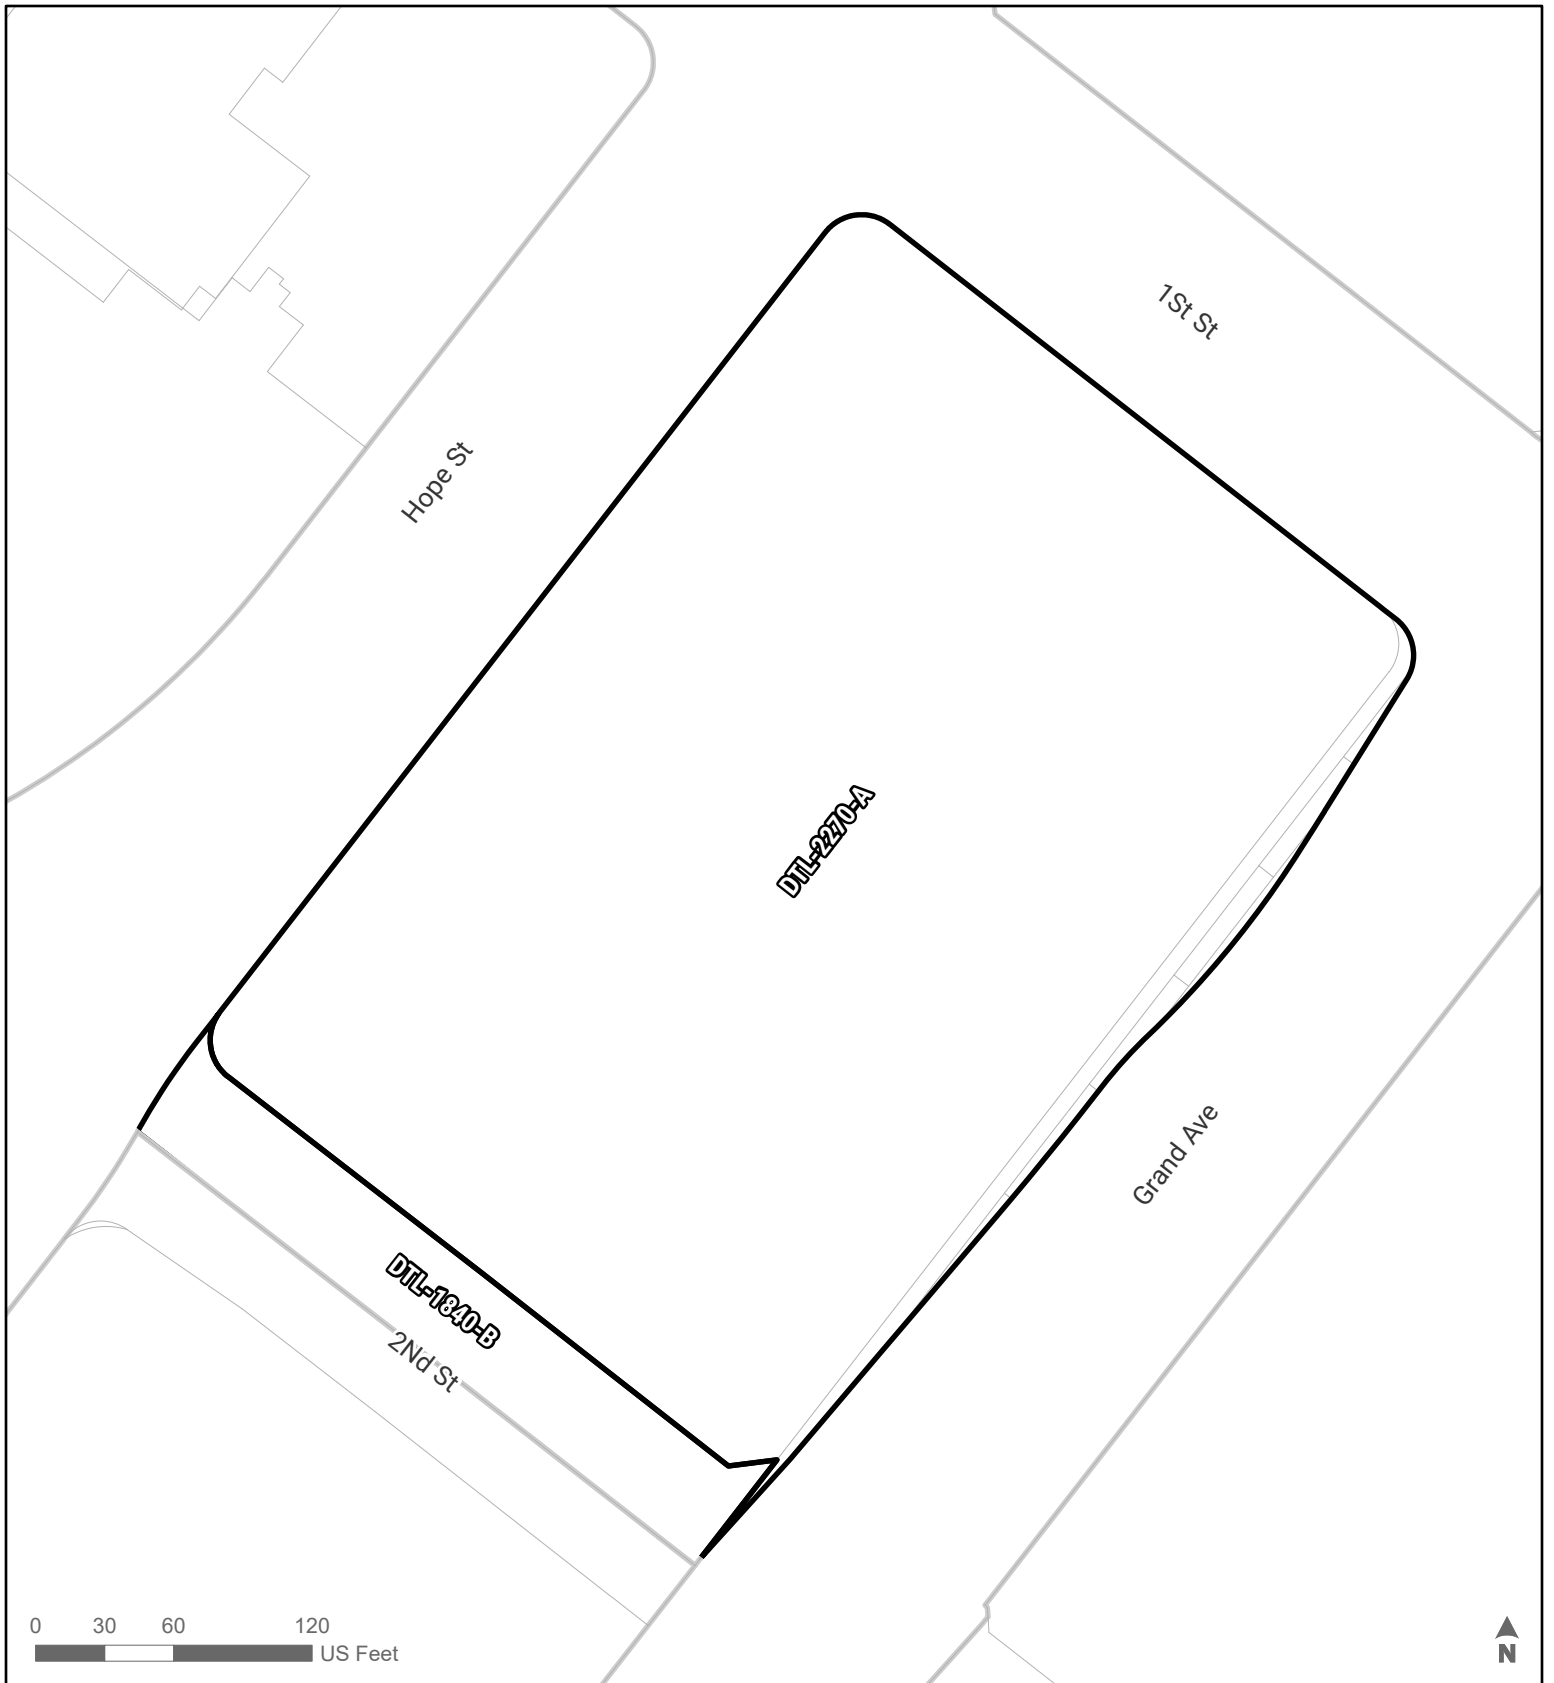 1St St
Hope St
DTL-2270-A
Grand Ave
DTL-1840-B
2Nd St
0 30 60 120
US Feet
N